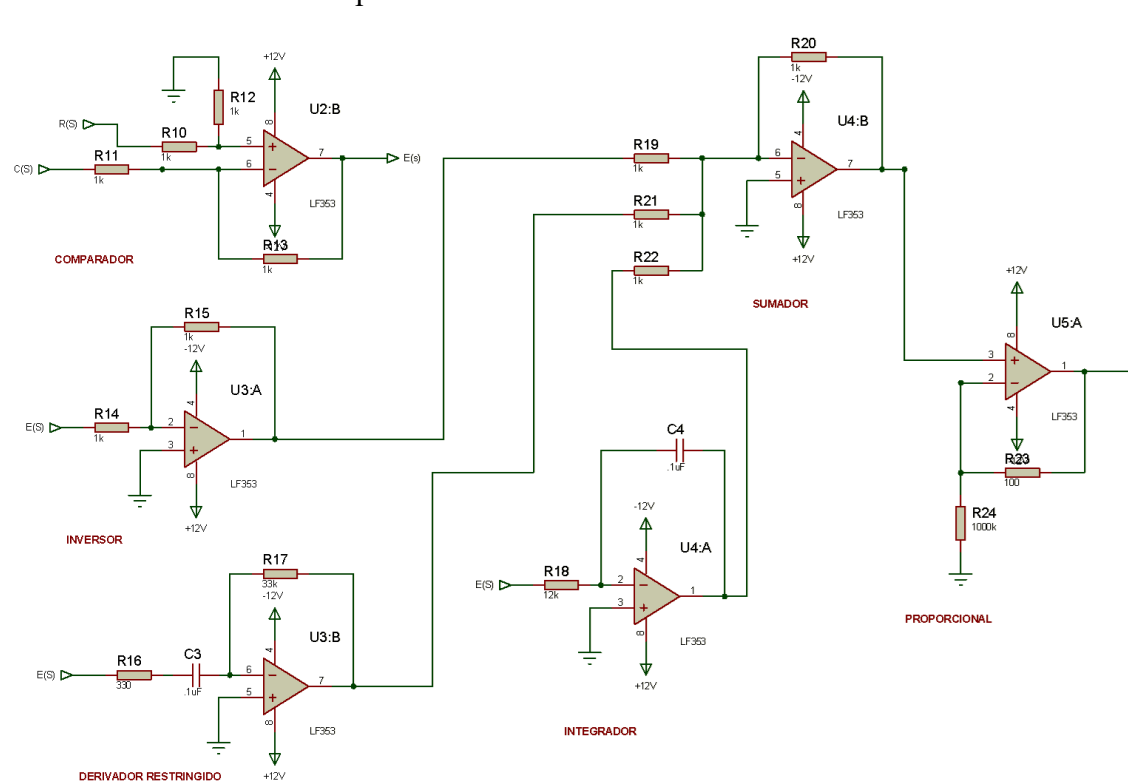 +12V
R12
1k
U2:B
8
R(S)
R10
1k
5
7
E(s)
C(S)
R11
1k
6
4
LF353
R13
1k
COMPARADOR
R15
1k
-12V
4
U3:A
E(S)
R14
1k
2
3
1
8
LF353
+12V
INVERSOR
R17
33k
-12V
4
U3:B
E(S)
R16
330
C3
.1uF
6
5
7
8
LF353
+12V
DERIVADOR RESTRINGIDO
R19
1k
R21
1k
R22
1k
R20
1k
-12V
4
U4:B
6
5
7
8
LF353
+12V
SUMADOR
C4
.1uF
-12V
4
U4:A
E(S)
R18
12k
2
3
1
8
LF353
+12V
INTEGRADOR
+12V
8
U5:A
3
2
1
4
LF353
R23
100
R24
1000k
PROPORCIONAL